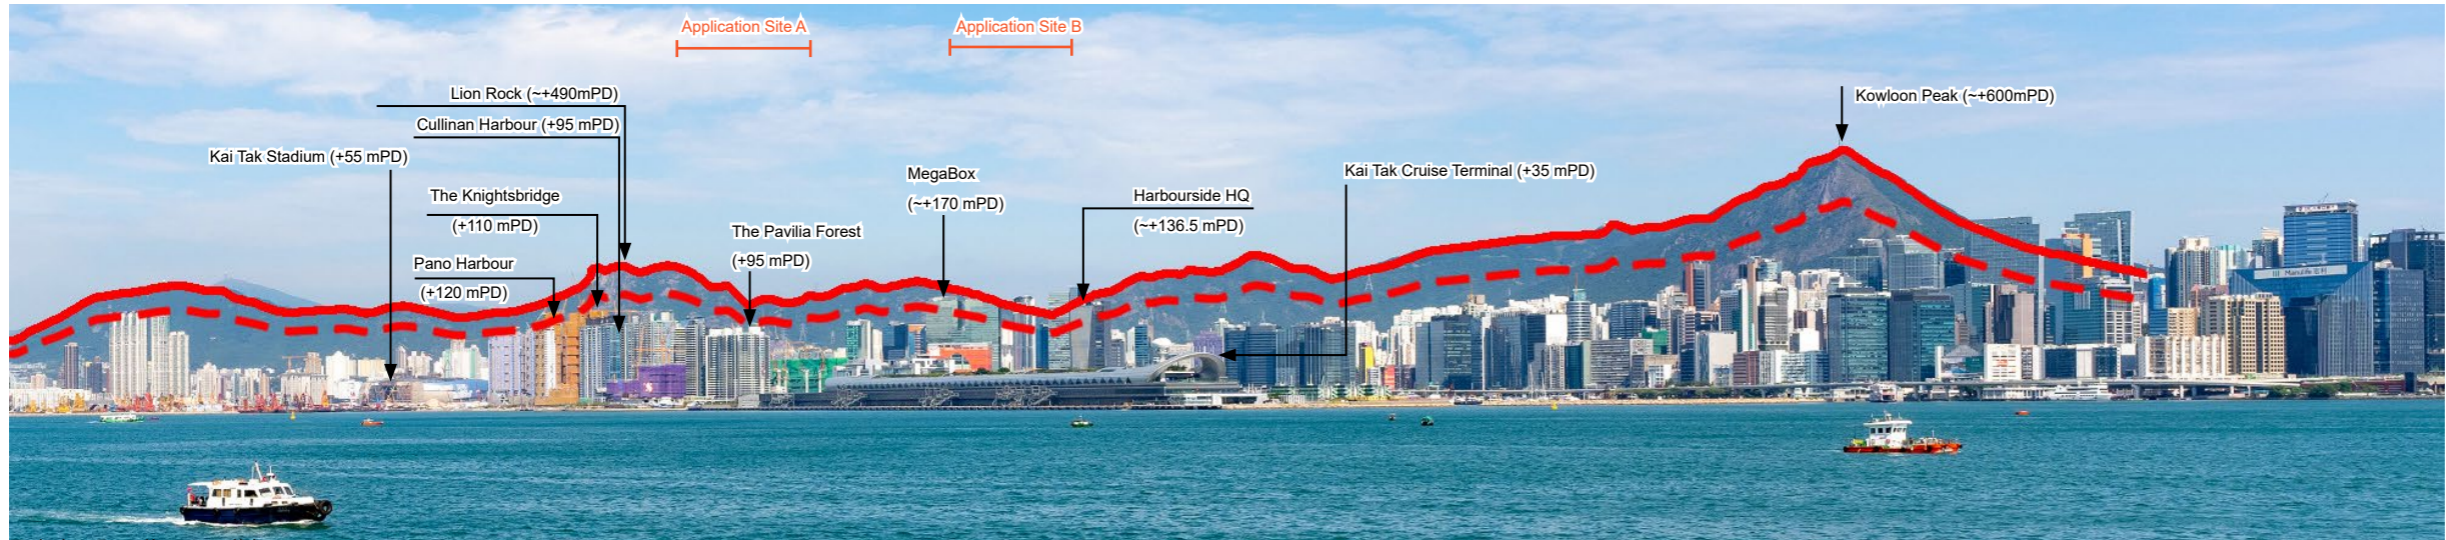 Application Site A
Application Site B
Lion Rock (~+490mPD)
Kowloon Peak (~+600mPD)
Cullinan Harbour (+95 mPD)
Kai Tak Stadium (+55 mPD)
Kai Tak Cruise Terminal (+35 mPD)
MegaBox
(~+170 mPD)
The Knightsbridge
(+110 mPD)
Harbourside HQ
(~+136.5 mPD)
The Pavilia Forest
(+95 mPD)
Pano Harbour
(+120 mPD)
Manulife